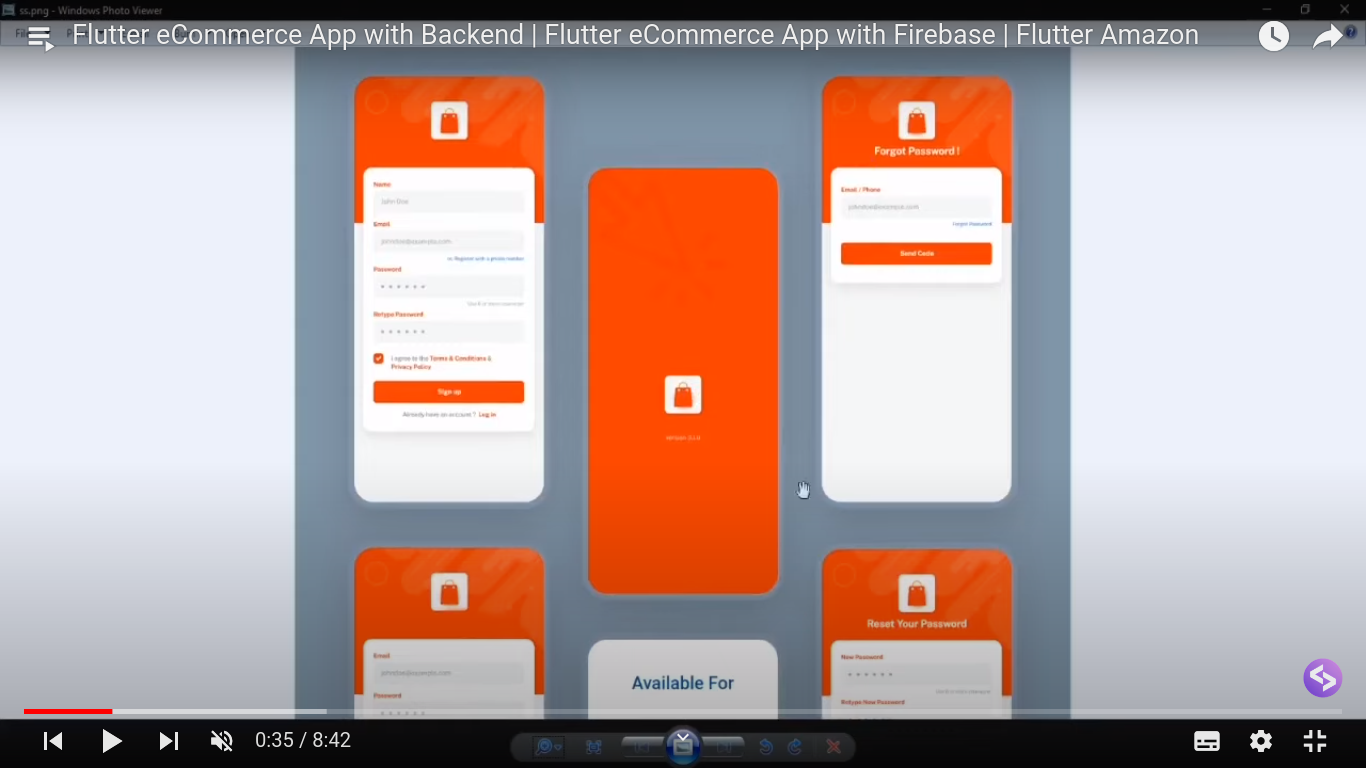 ss.png - Windows Photo Viewer
Flutter eCommerce App with Backend | Flutter eCommerce App with Firebase | Flutter Amazon
Name
John Doe
Email
johndoe@example.com
or Register with a phone number
Password
Retype Password
I agree to the Terms & Conditions &
Privacy Policy
Sign up
Already have an account ? Log in
Forgot Password !
Email / Phone
johndoe@example.com
Forgot Password
Send Code
Email
johndoe@example.com
Password
Available For
Reset Your Password
New Password
Retype New Password
0:35 / 8:42